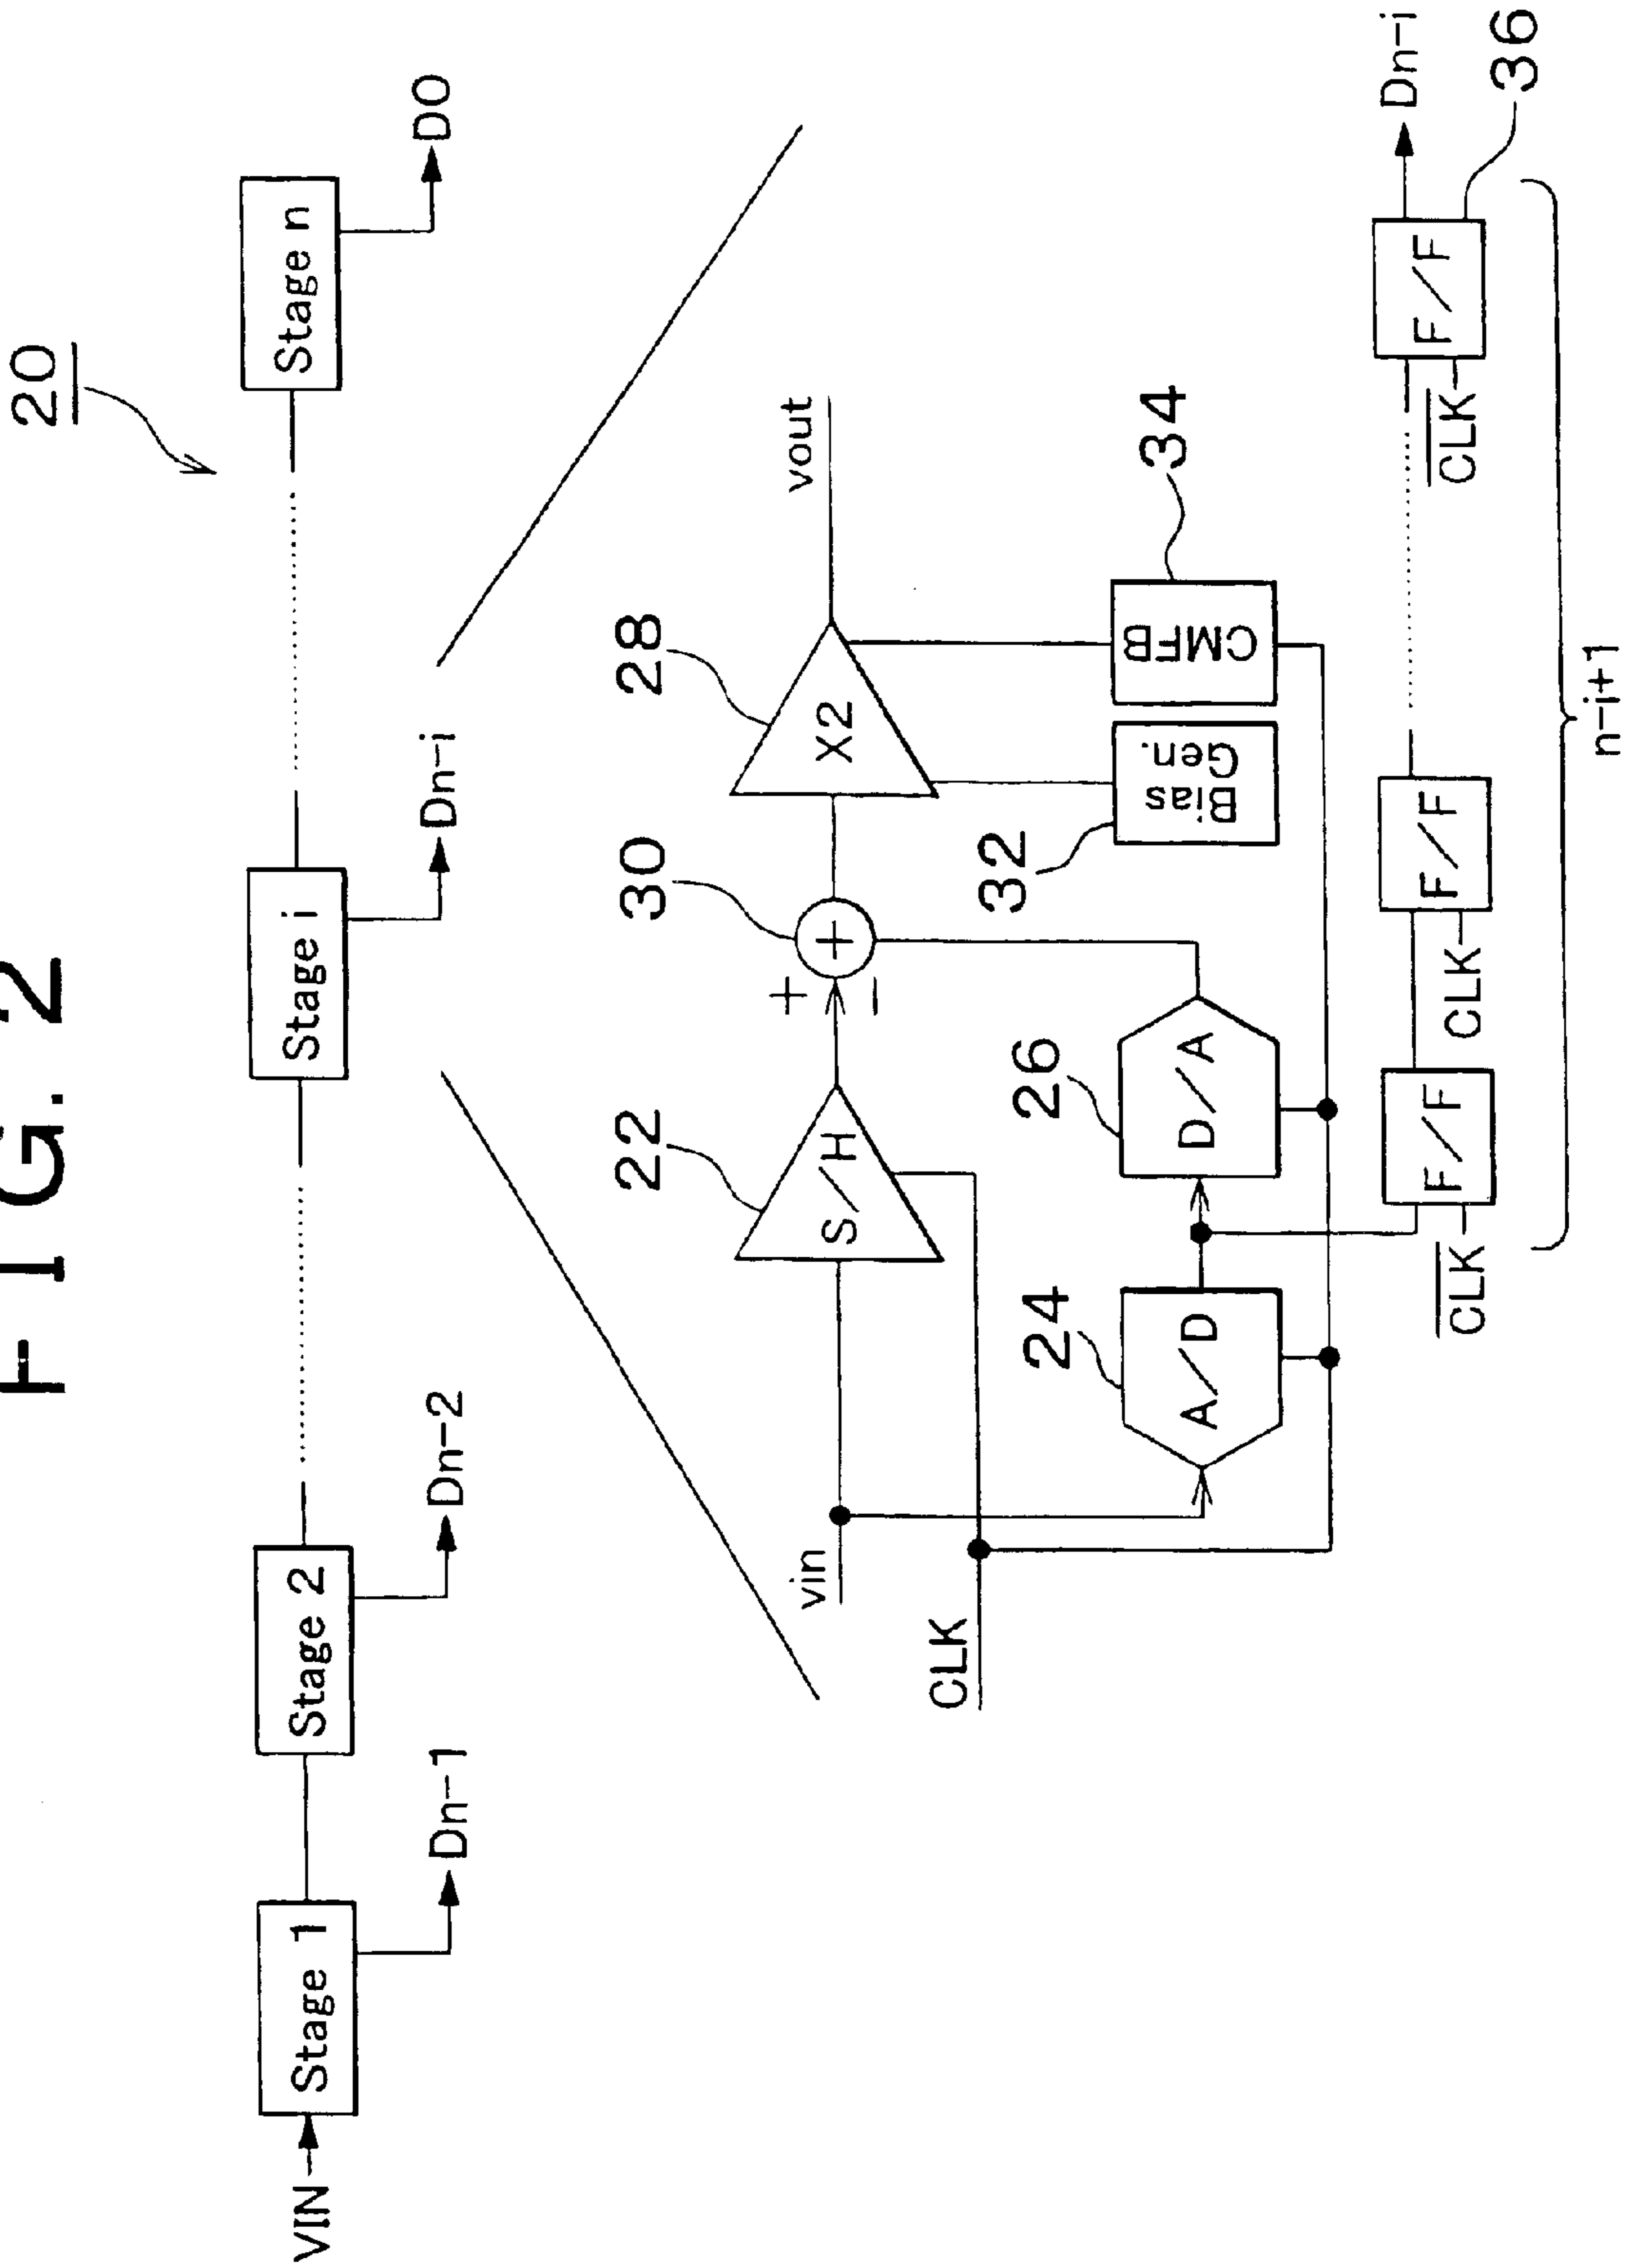 FIG. 2
20
VIN
Stage 1
Stage 2
Stage i
Stage n
Dn-1
Dn-2
Dn-i
D0
22
30
28
vin
S/H
+
+
−
X2
vout
CLK
24
26
32
34
A/D
D/A
Bias
Gen.
CMFB
CLK
F/F
CLK
F/F
CLK
F/F
Dn-i
36
n-i+1